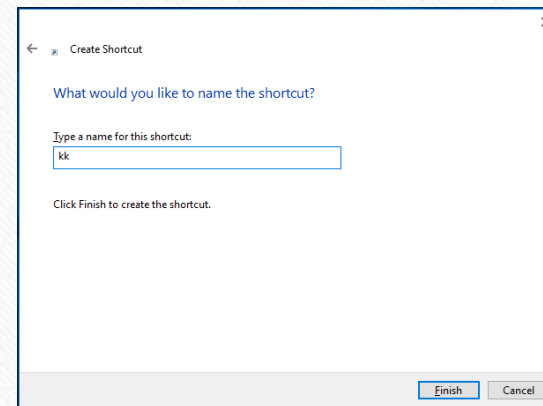 Create Shortcut
What would you like to name the shortcut?
Type a name for this shortcut:
kk
Click Finish to create the shortcut.
Finish Cancel